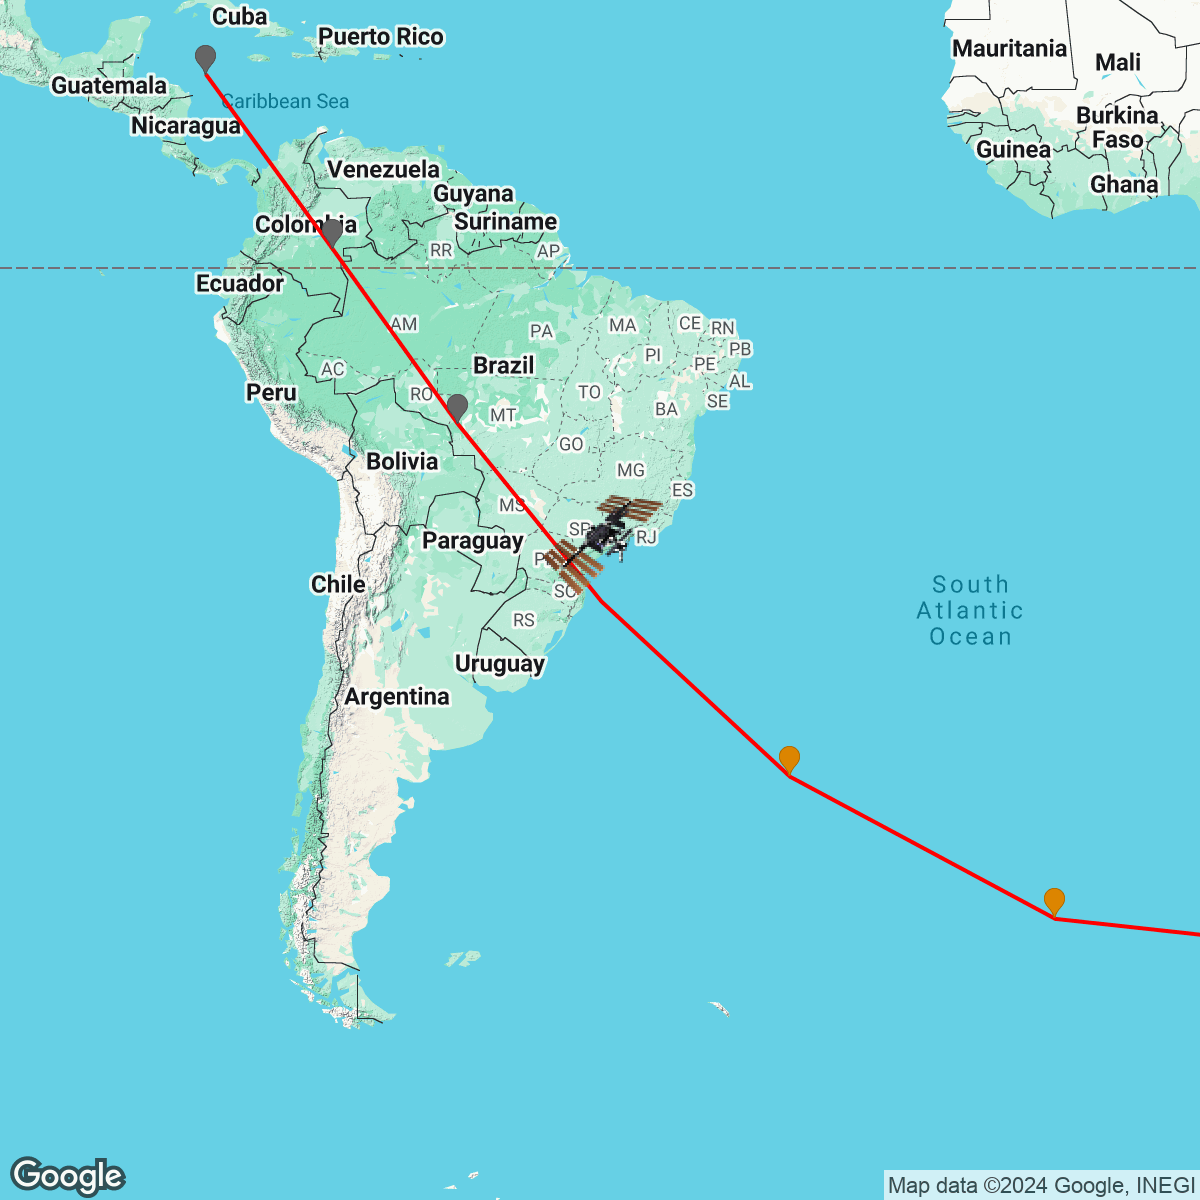 Cuba
Puerto Rico
Mauritania
Mali
Guatemala
Caribbean Sea
Nicaragua
Burkina
Faso
Guinea
Venezuela
Ghana
Guyana
Colombia
Suriname
RR
AP
Ecuador
AM
PA
MA
CE
RN
PI
PB
Brazil
PE
AC
AL
Peru
RO
TO
SE
MT
BA
GO
Bolivia
MG
ES
MS
SP
RJ
Paraguay
P
Chile
SC
South
Atlantic
Ocean
RS
Uruguay
Argentina
Google
Map data ©2024 Google, INEGI